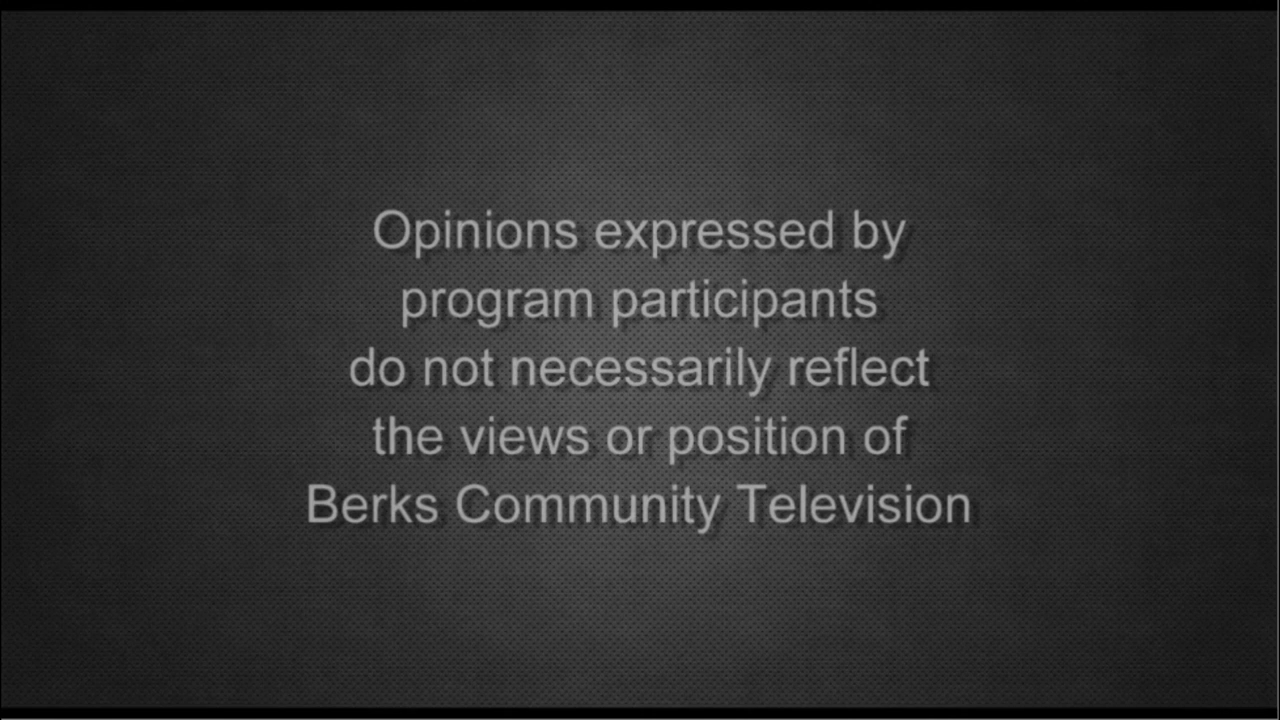 Opinions expressed by
program participants
do not necessarily reflect
the views or position of
Berks Community Television